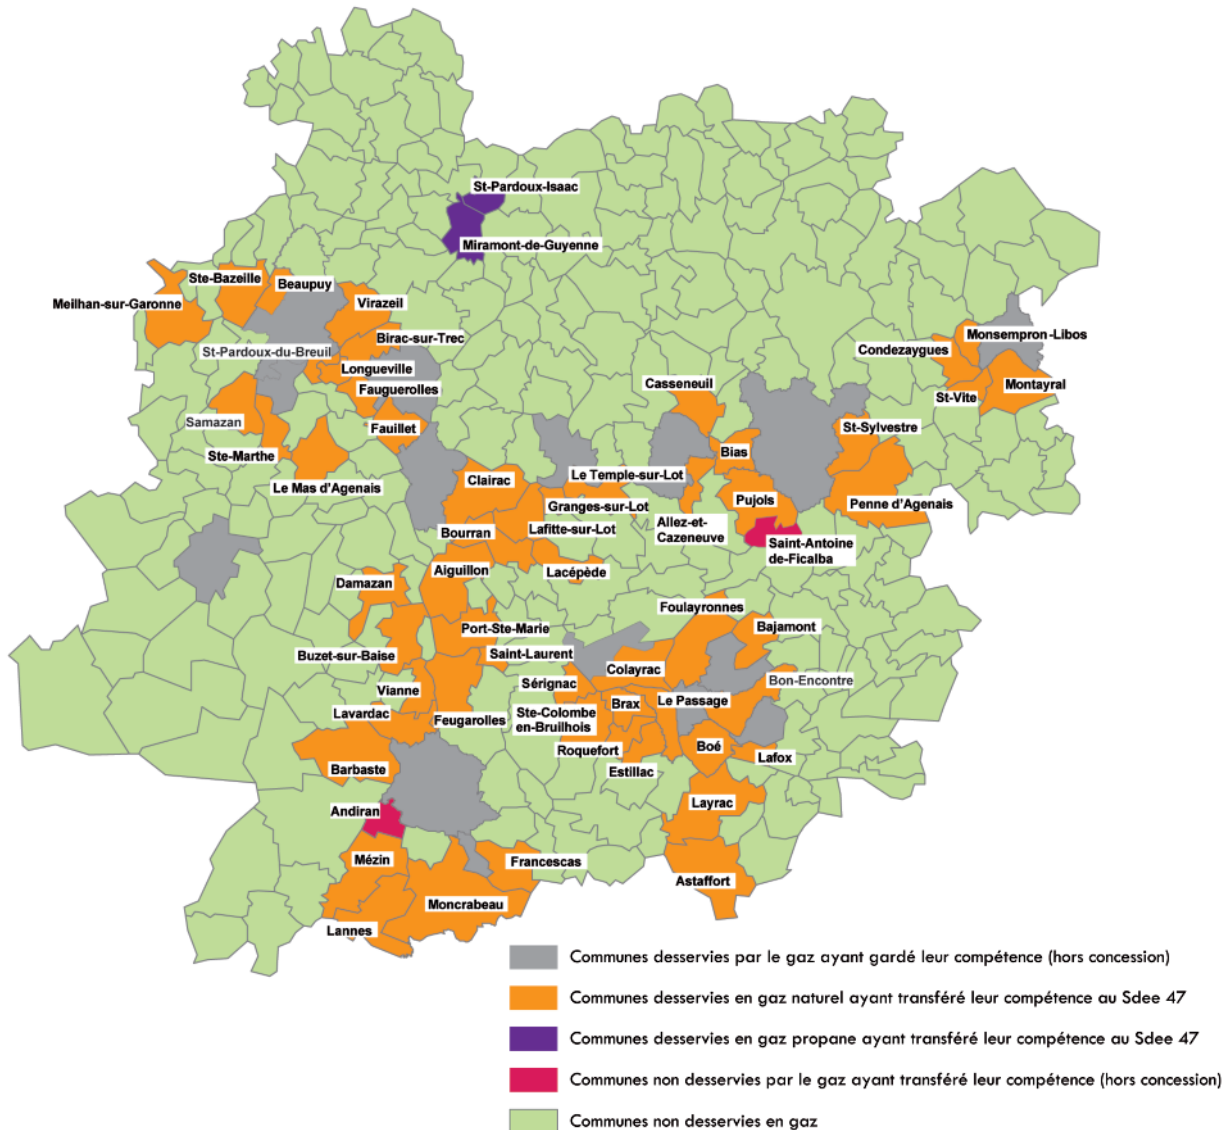 St-Pardoux-Isaac
Miramont-de-Guyenne
Ste-Bazeille
Beaupuy
Meilhan-sur-Garonne
Virazeil
Birac-sur-Trec
St-Pardoux-du-Breuil
Longueville
Fauguerolles
Samazan
Fauillet
Ste-Marthe
Le Mas d'Agenais
Monsempron-Libos
Condezaygues
Montayral
St-Vite
Casseneuil
St-Sylvestre
Bias
Clairac
Le Temple-sur-Lot
Pujols
Penne d'Agenais
Granges-sur-Lot
Bourran
Lafitte-sur-Lot
Allez-et-
Cazeneuve
Saint-Antoine
de-Ficalba
Aiguillon
Lacépède
Damazan
Foulayronnes
Port-Ste-Marie
Bajamont
Buzet-sur-Baise
Saint-Laurent
Colayrac
Vianne
Sérignac
Bon-Encontre
Lavardac
Feugarolles
Ste-Colombe
en-Bruilhois
Brax
Le Passage
Roquefort
Boé
Lafox
Barbaste
Estillac
Andiran
Layrac
Mézin
Francescas
Astaffort
Moncrabeau
Lannes
Communes desservies par le gaz ayant gardé leur compétence (hors concession)
Communes desservies en gaz naturel ayant transféré leur compétence au Sdee 47
Communes desservies en gaz propane ayant transféré leur compétence au Sdee 47
Communes non desservies par le gaz ayant transféré leur compétence (hors concession)
Communes non desservies en gaz